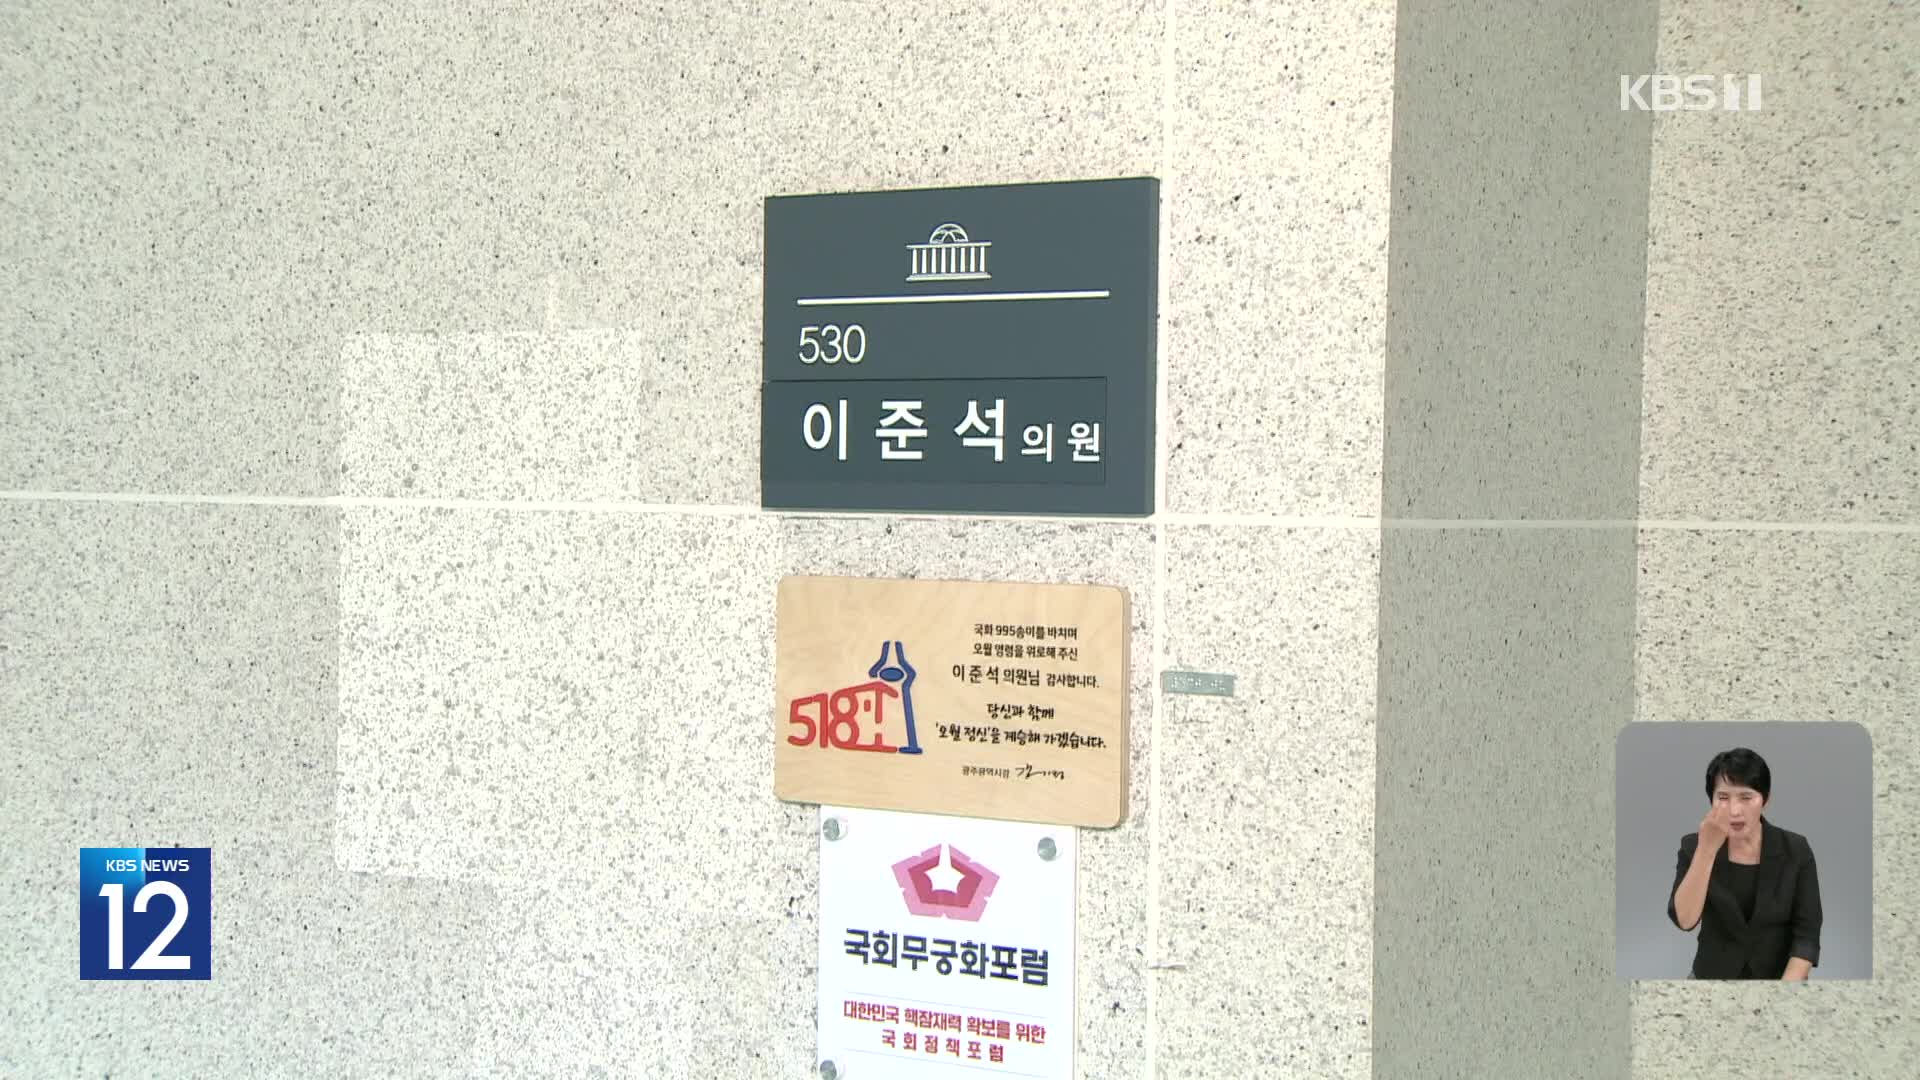 KBS 1
530
이준석 의원
국화 995송이를 바치며
오월 영령을 위로해 주신
이준석 의원님 감사합니다.
당신과 함께
'오월 정신'을 계승해 가겠습니다.
광주광역시장
518
국회무궁화포럼
대한민국 핵잠재력 확보를 위한
국회정책포럼
KBS NEWS
12